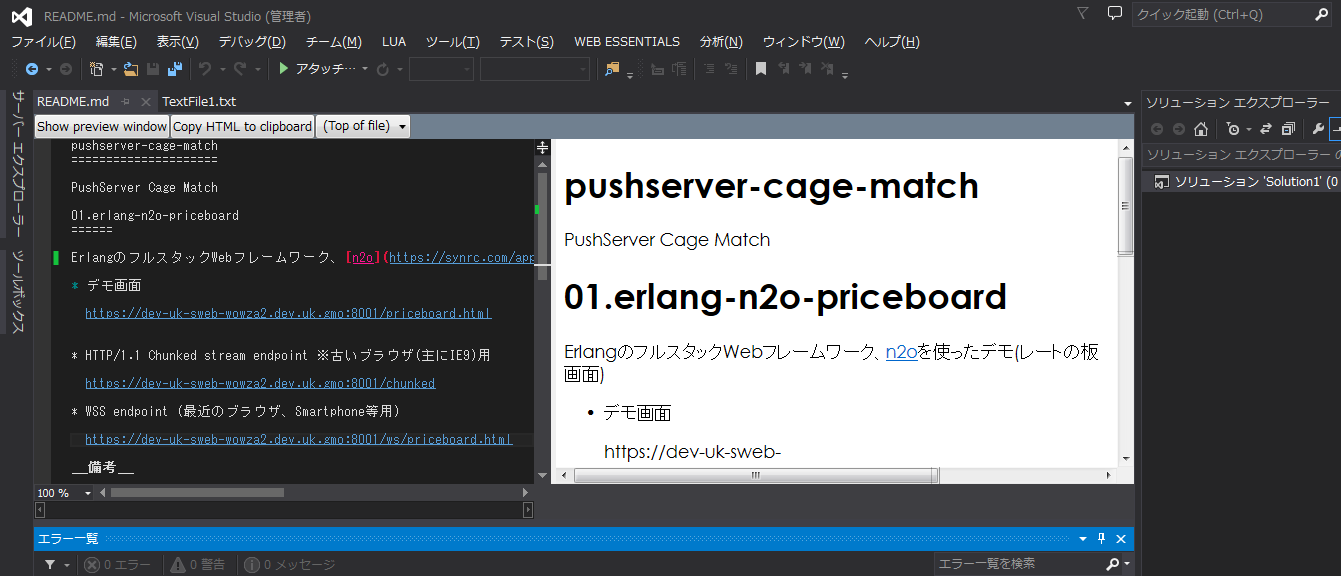 README.md - Microsoft Visual Studio (管理者)
クイック起動 (Ctrl+Q)
ファイル(F) 編集(E) 表示(V) デバッグ(D) チーム(M) LUA ツール(T) テスト(S) WEB ESSENTIALS 分析(N) ウィンドウ(W) ヘルプ(H)
アタッチ…
サーバー エクスプローラー
ツールボックス
README.md TextFile1.txt
Show preview window Copy HTML to clipboard (Top of file)
pushserver-cage-match
=====================
PushServer Cage Match
01.erlang-n2o-priceboard
======
ErlangのフルスタックWebフレームワーク、[n2o](https://synrc.com/app
* デモ画面
https://dev-uk-sweb-wowza2.dev.uk.gmo:8001/priceboard.html
* HTTP/1.1 Chunked stream endpoint ※古いブラウザ(主にIE9)用
https://dev-uk-sweb-wowza2.dev.uk.gmo:8001/chunked
* WSS endpoint (最近のブラウザ、Smartphone等用)
https://dev-uk-sweb-wowza2.dev.uk.gmo:8001/ws/priceboard.html
__備考__
100 %
pushserver-cage-match
PushServer Cage Match
01.erlang-n2o-priceboard
ErlangのフルスタックWebフレームワーク、n2oを使ったデモ(レートの板
画面)
• デモ画面
https://dev-uk-sweb-
ソリューション エクスプローラー
ソリューション エクスプローラー の
ソリューション 'Solution1' (0
エラー一覧
0 エラー 0 警告 0 メッセージ
エラー一覧を検索